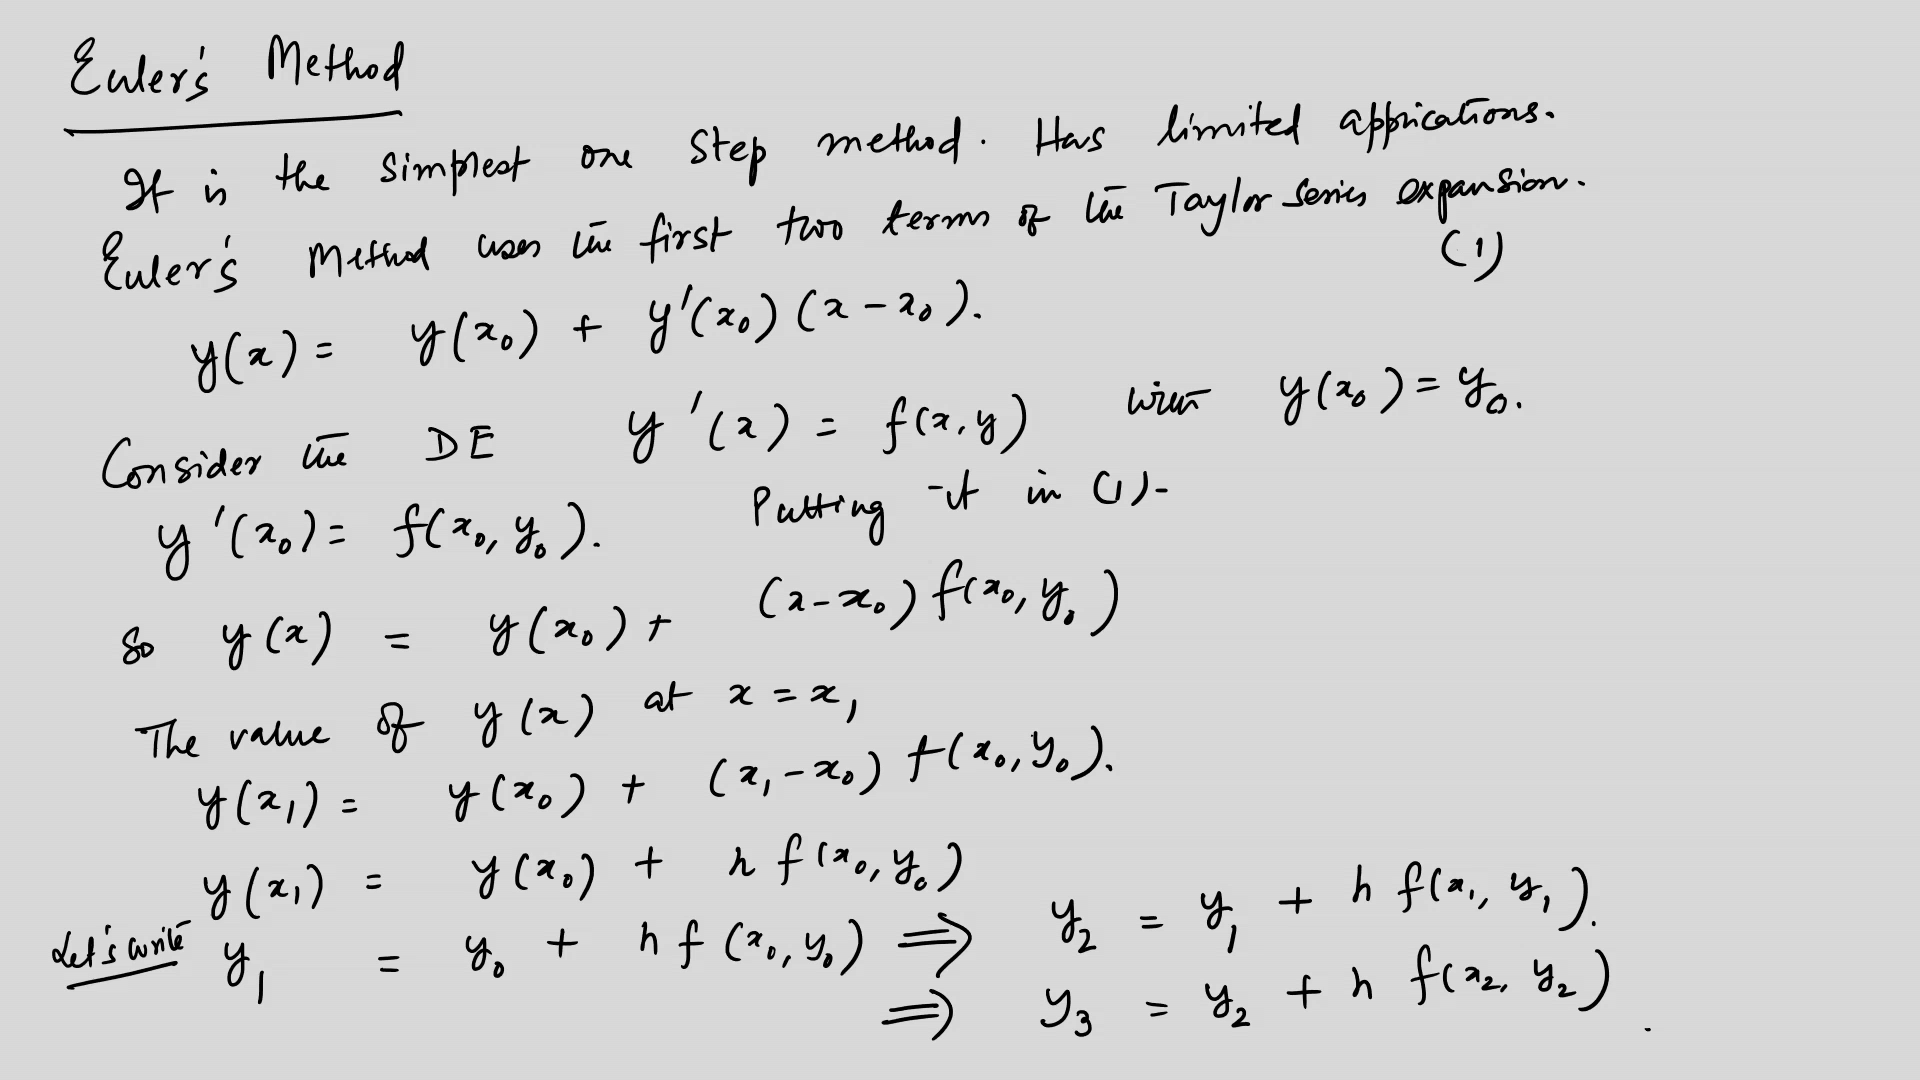 Euler's Method
It is the simplest one step method. Has limited applications.
Euler's Method uses the first two terms of the Taylor series expansion.
y(x) = y(x₀) + y'(x₀) (x - x₀). (1)
Consider the DE y'(x) = f(x, y) with y(x₀) = y₀.
y'(x₀) = f(x₀, y₀). Putting it in (1) -
So y(x) = y(x₀) + (x - x₀) f(x₀, y₀)
The value of y(x) at x = x₁
y(x₁) = y(x₀) + (x₁ - x₀) f(x₀, y₀).
y(x₁) = y(x₀) + h f(x₀, y₀)
Let's write y₁ = y₀ + h f(x₀, y₀) ⇒ y₂ = y₁ + h f(x₁, y₁).
⇒ y₃ = y₂ + h f(x₂, y₂).